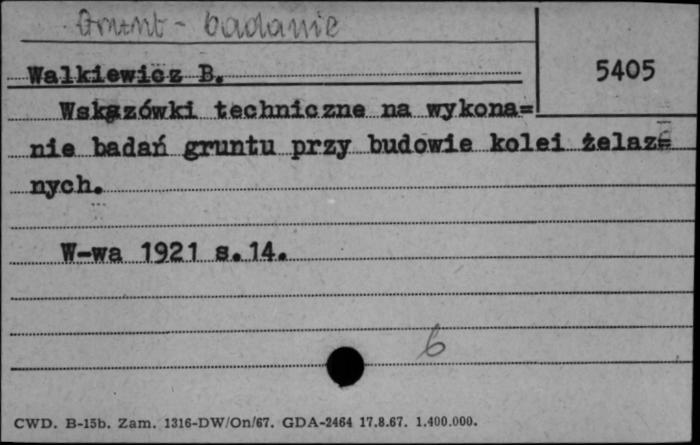 Grunt - badanie
Walkiewicz B.
5405
Wskazówki techniczne na wykona=
nie badań gruntu przy budowie kolei żelaz=
nych.
W-wa 1921 s. 14.
6
CWD. B-15b. Zam. 1316-DW/On/67. GDA-2464 17.8.67. 1.400.000.